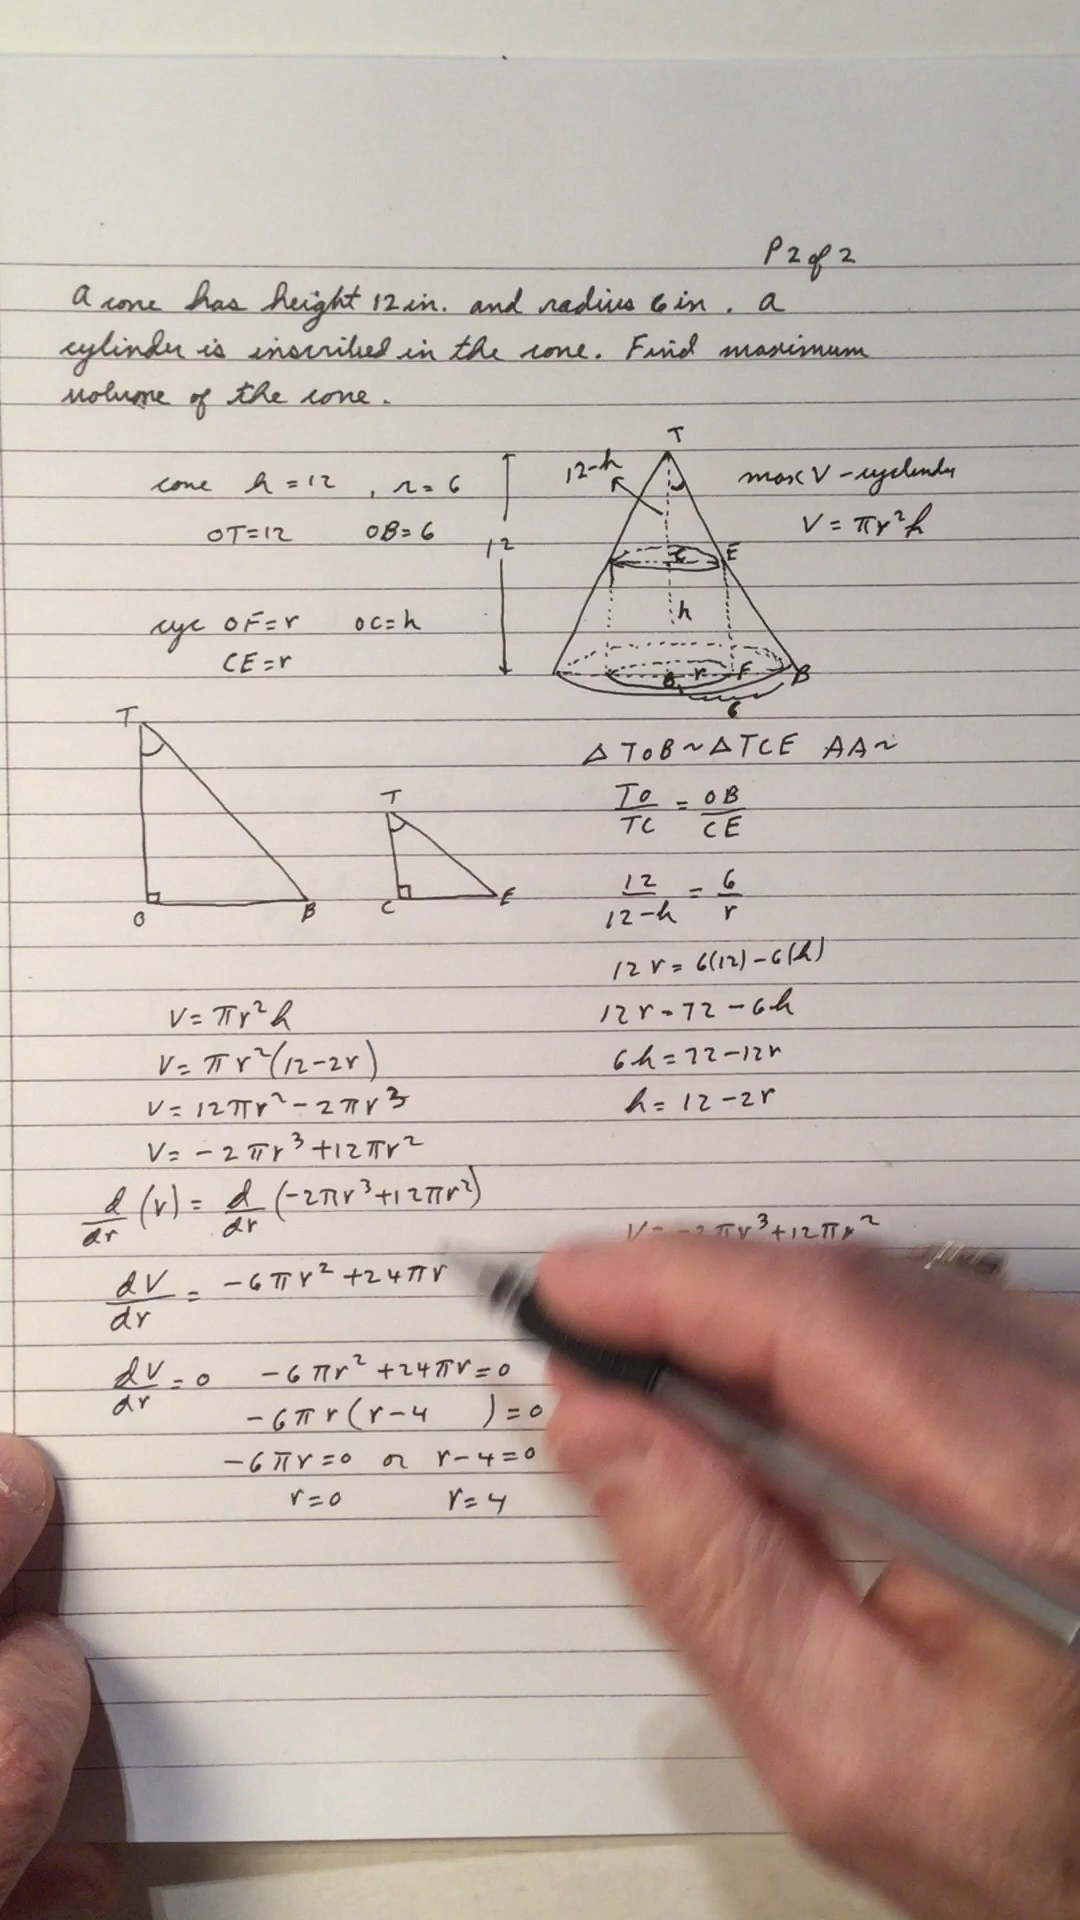 P 2 of 2
A cone has height 12 in. and radius 6 in. A
cylinder is inscribed in the cone. Find maximum
volume of the cone.
cone h = 12 , r = 6
OT=12 OB=6
cyc OF=r OC=h
CE=r
T
12-h
12
C E
h
O r F B
6
max V - cylinder
V = πr²h
T
O B
T
C E
△TOB ~ △TCE AA~
TO/TC = OB/CE
12/12-h = 6/r
12r = 6(12) - 6(h)
12r = 72 - 6h
6h = 72 - 12r
h = 12 - 2r
V = πr²h
V = πr²(12-2r)
V = 12πr² - 2πr³
V = -2πr³ + 12πr²
d/dr (V) = d/dr (-2πr³+12πr²)
dV/dr = -6πr² + 24πr
dV/dr = 0 -6πr² + 24πr = 0
-6πr(r-4 ) = 0
-6πr = 0 or r-4 = 0
r = 0 r = 4
V = -2πr³+12πr²